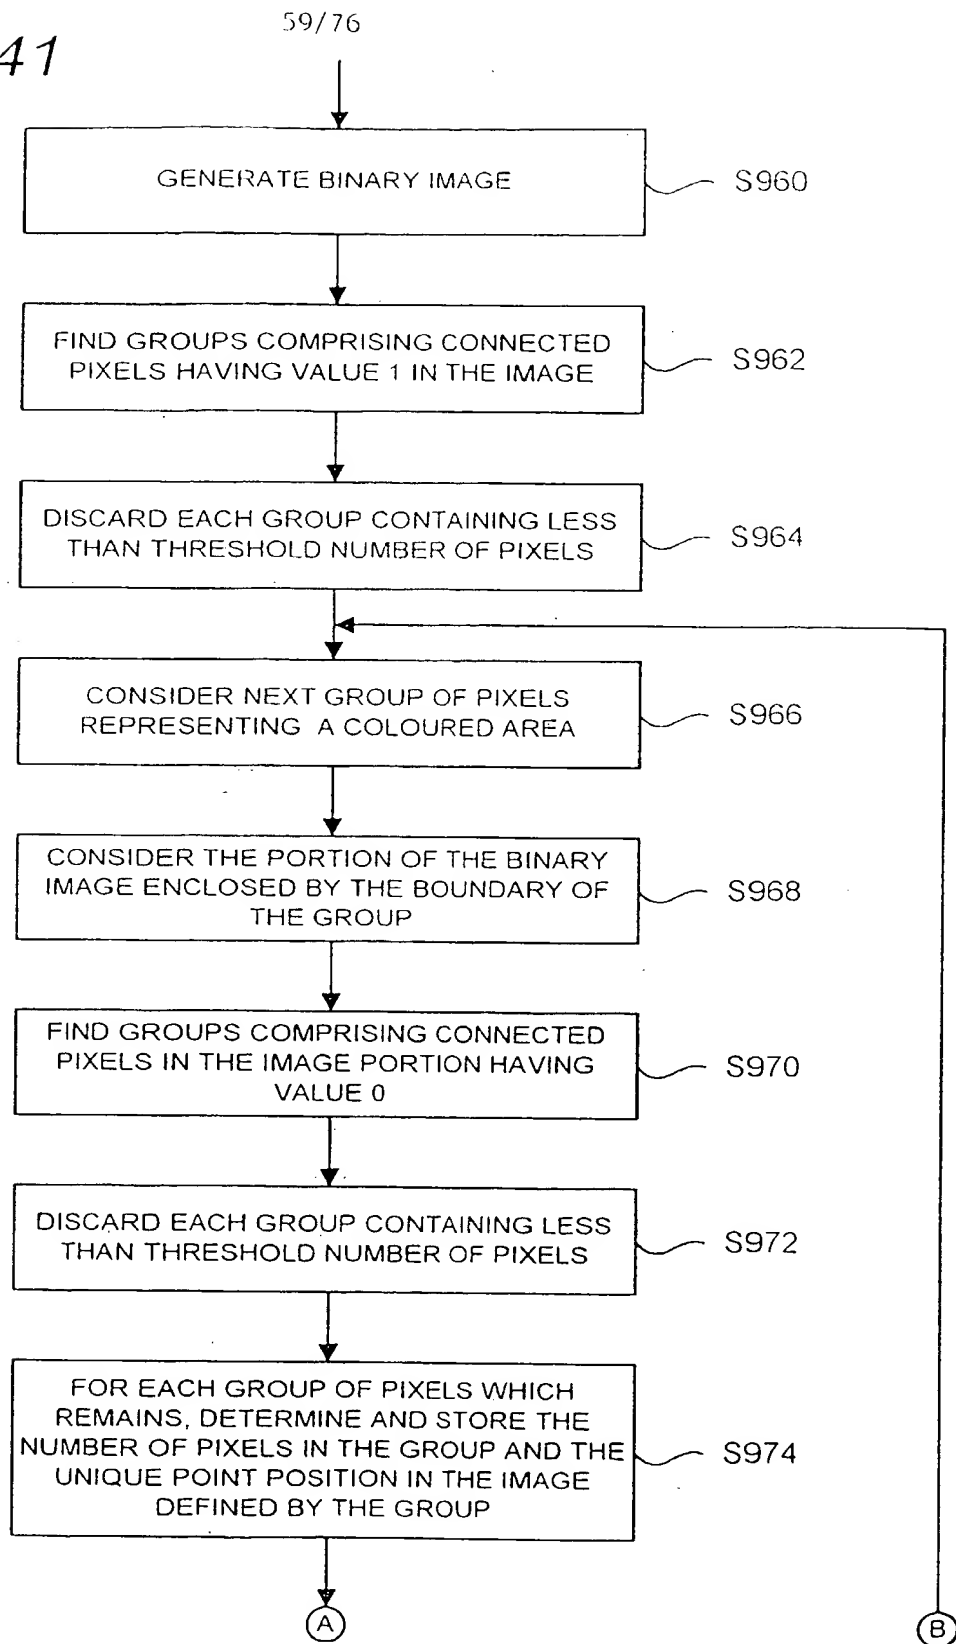 59/76
41
GENERATE BINARY IMAGE
S960
FIND GROUPS COMPRISING CONNECTED
PIXELS HAVING VALUE 1 IN THE IMAGE
S962
DISCARD EACH GROUP CONTAINING LESS
THAN THRESHOLD NUMBER OF PIXELS
S964
CONSIDER NEXT GROUP OF PIXELS
REPRESENTING A COLOURED AREA
S966
CONSIDER THE PORTION OF THE BINARY
IMAGE ENCLOSED BY THE BOUNDARY OF
THE GROUP
S968
FIND GROUPS COMPRISING CONNECTED
PIXELS IN THE IMAGE PORTION HAVING
VALUE 0
S970
DISCARD EACH GROUP CONTAINING LESS
THAN THRESHOLD NUMBER OF PIXELS
S972
FOR EACH GROUP OF PIXELS WHICH
REMAINS, DETERMINE AND STORE THE
NUMBER OF PIXELS IN THE GROUP AND THE
UNIQUE POINT POSITION IN THE IMAGE
DEFINED BY THE GROUP
S974
A
B